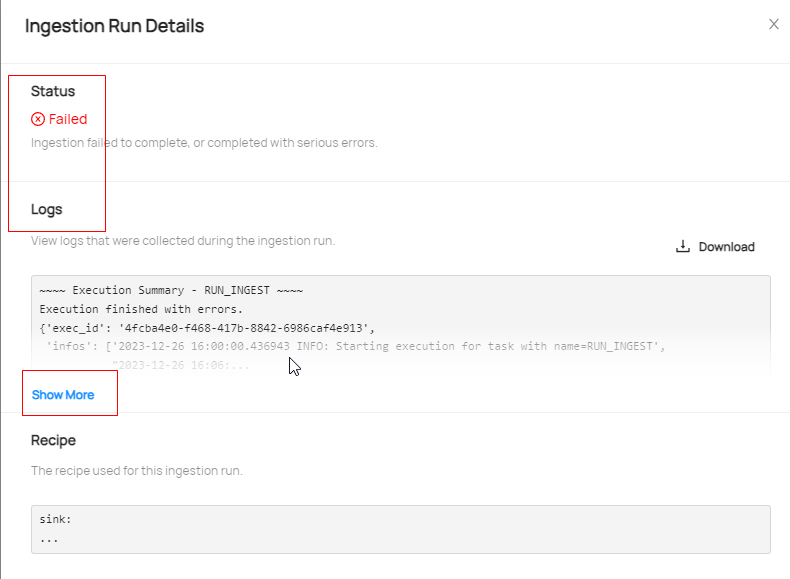 Ingestion Run Details
Status
Failed
Ingestion failed to complete, or completed with serious errors.
Logs
View logs that were collected during the ingestion run.
Download
~~~~ Execution Summary - RUN_INGEST ~~~~
Execution finished with errors.
{'exec_id': '4fcba4e0-f468-417b-8842-6986caf4e913',
'infos': ['2023-12-26 16:00:00.436943 INFO: Starting execution for task with name=RUN_INGEST',
"2023-12-26 16:06:...
Show More
Recipe
The recipe used for this ingestion run.
sink:
...